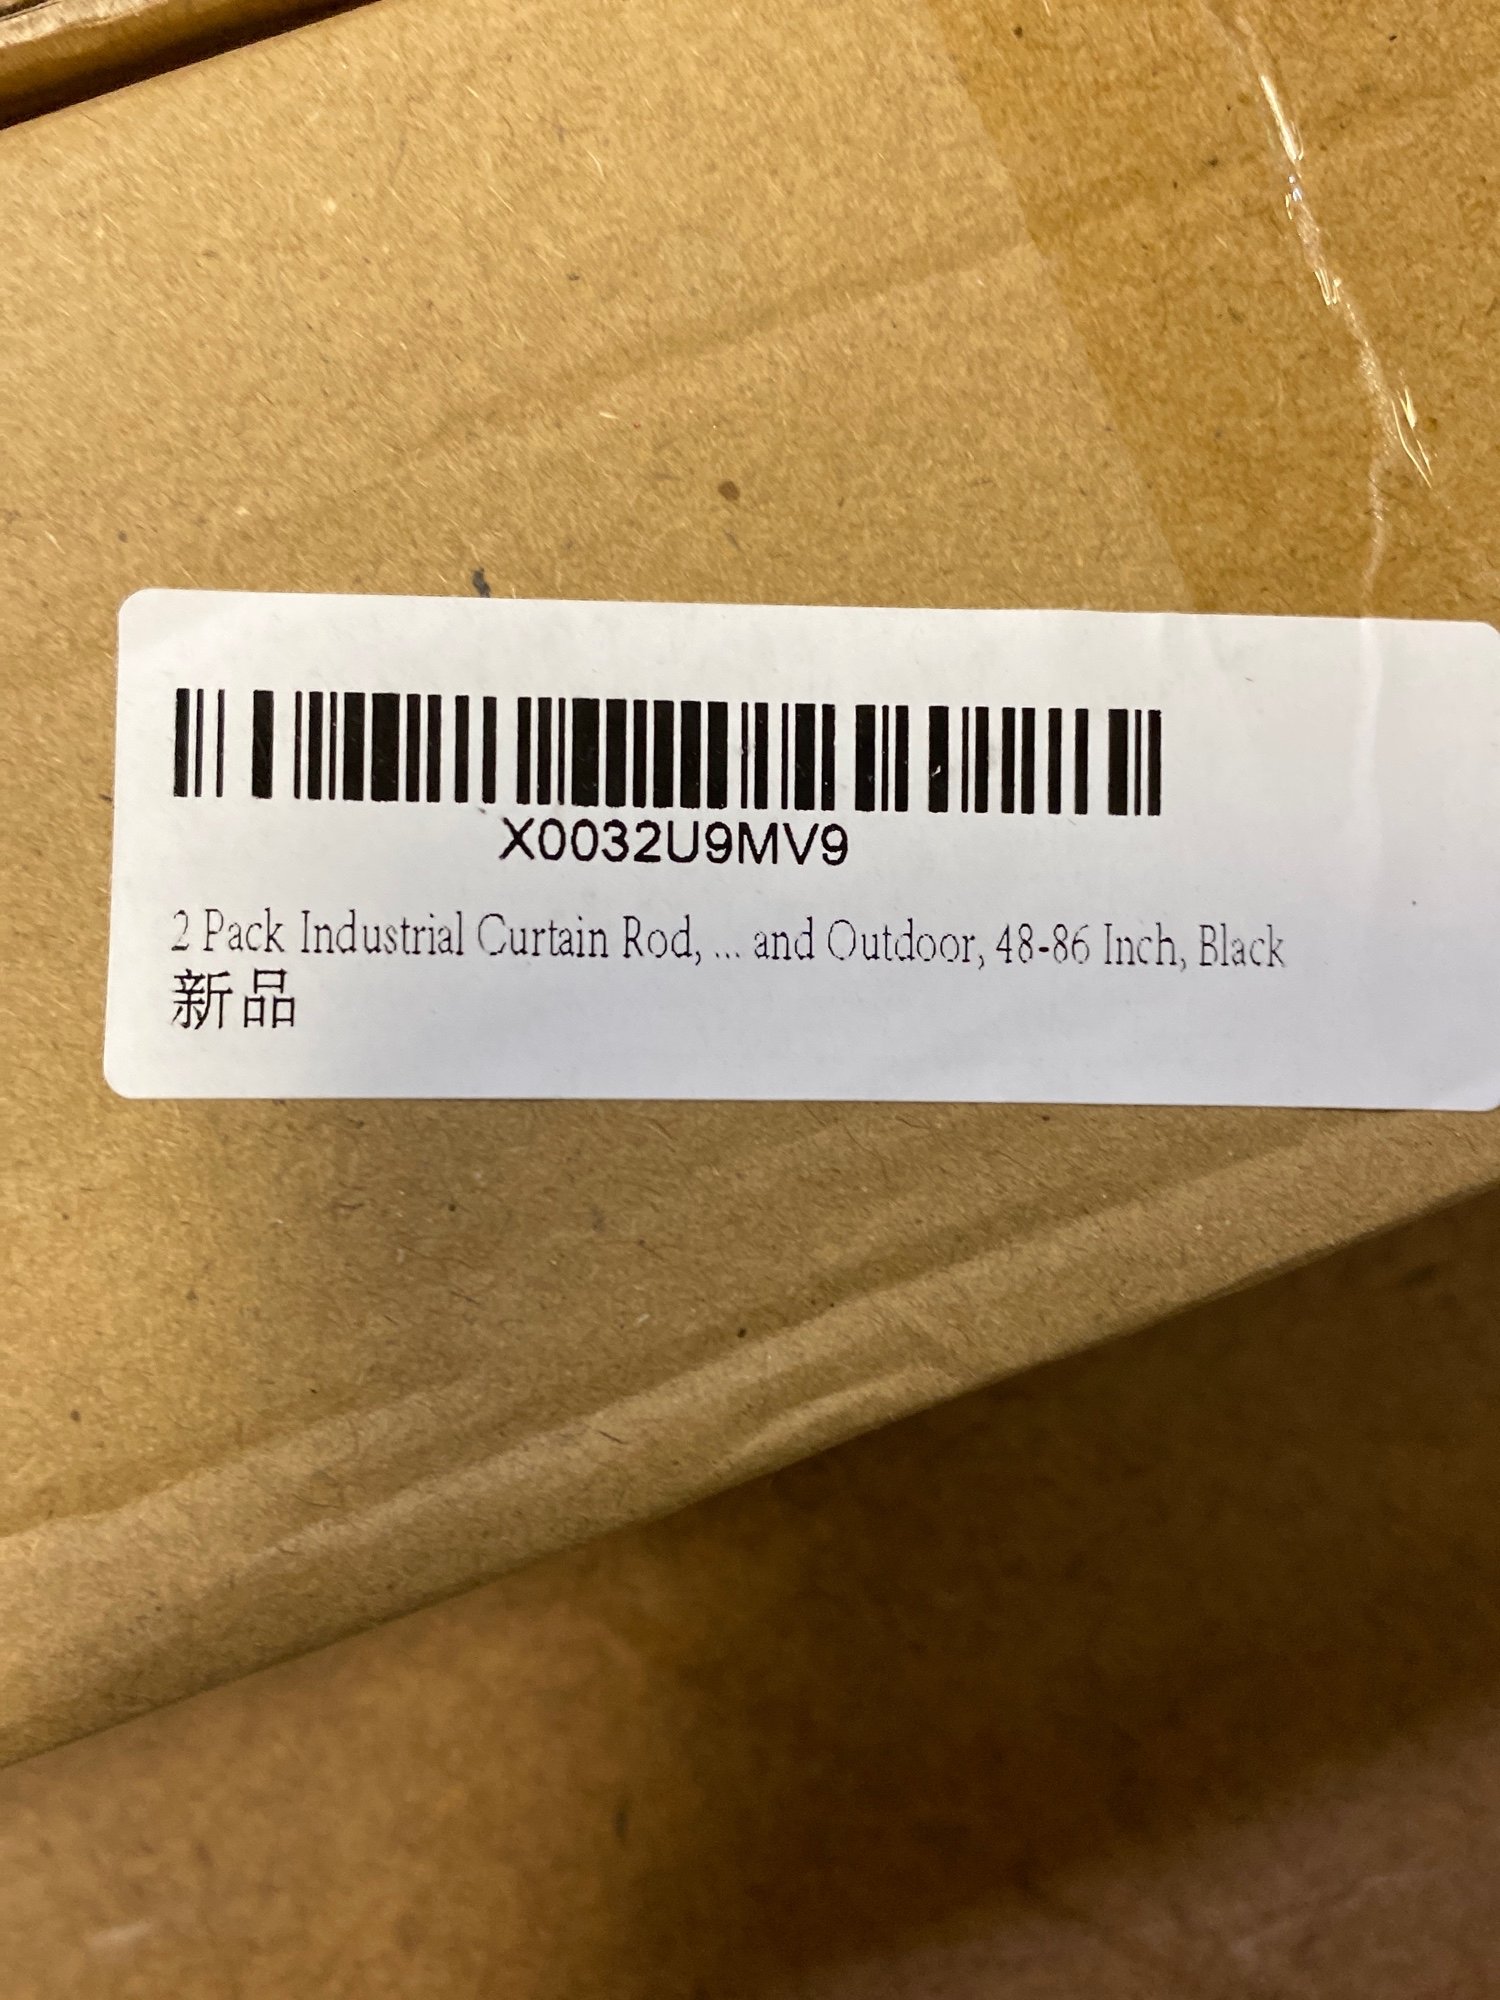 X0032U9MV9
2 Pack Industrial Curtain Rod, ... and Outdoor, 48-86 Inch, Black
新品